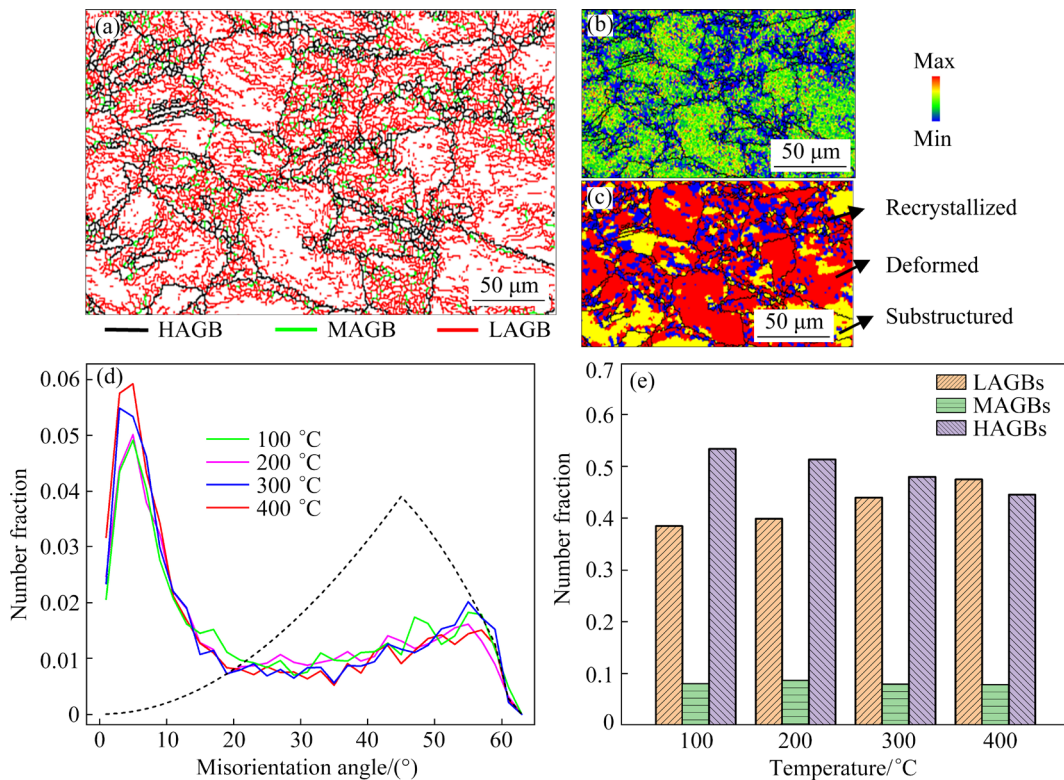 (a)
50 μm
HAGB
MAGB
LAGB
(b)
50 μm
Max
Min
(c)
50 μm
Recrystallized
Deformed
Substructured
(d)
0.06
0.05
0.04
0.03
0.02
0.01
0
Number fraction
100 °C
200 °C
300 °C
400 °C
0
10
20
30
40
50
60
Misorientation angle/(°)
(e)
0.7
0.6
0.5
0.4
0.3
0.2
0.1
0
Number fraction
LAGBs
MAGBs
HAGBs
100
200
300
400
Temperature/°C